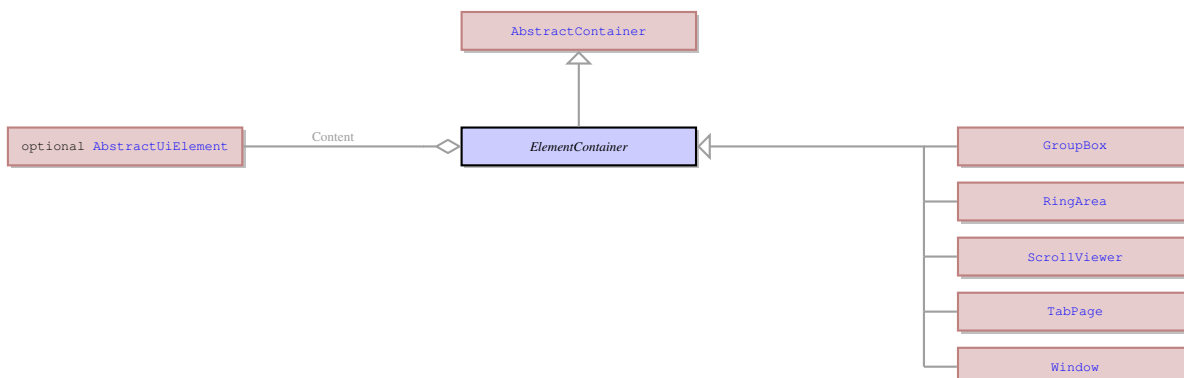 AbstractContainer
optional AbstractUiElement
Content
ElementContainer
GroupBox
RingArea
ScrollViewer
TabPage
Window